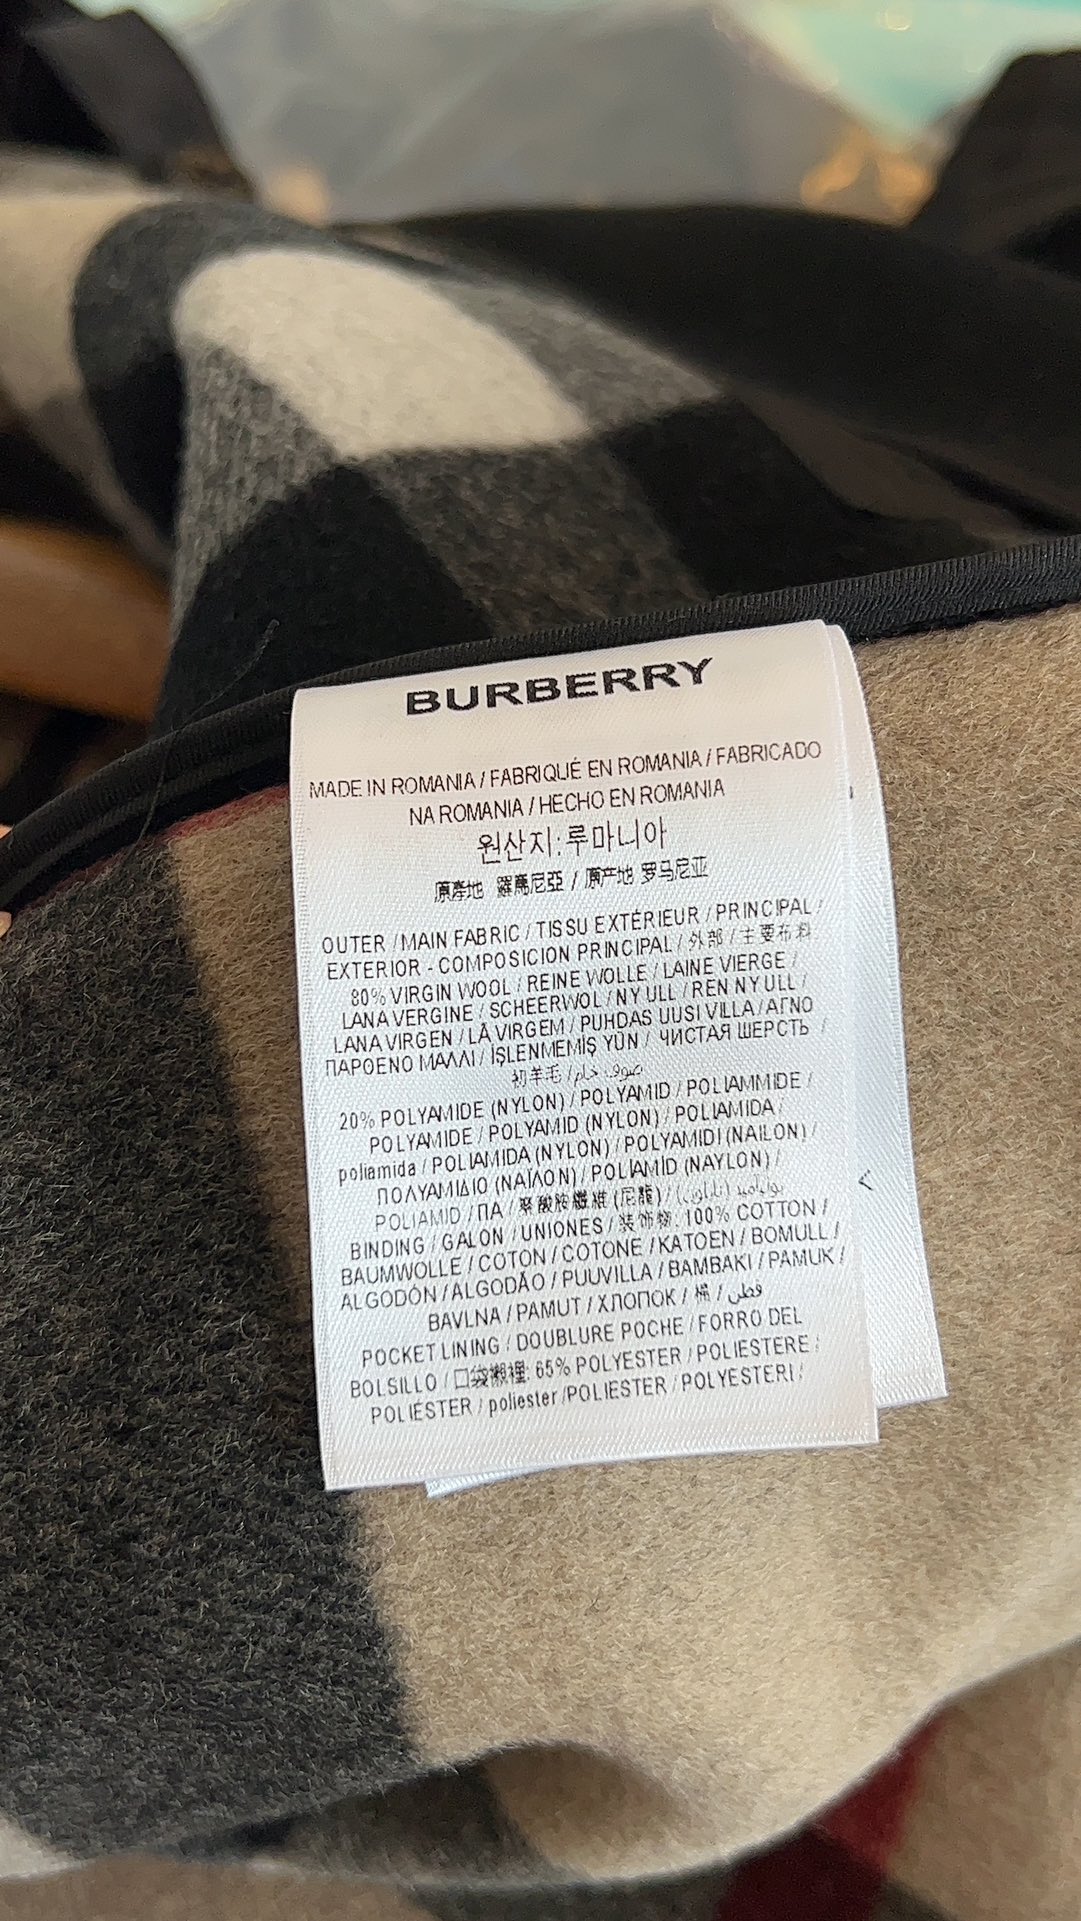 BURBERRY
MADE IN ROMANIA / FABRIQUÉ EN ROMANIA / FABRICADO
NA ROMANIA / HECHO EN ROMANIA
원산지: 루마니아
原產地 羅馬尼亞 / 原产地 罗马尼亚
OUTER / MAIN FABRIC / TISSU EXTÉRIEUR / PRINCIPAL /
EXTERIOR - COMPOSICION PRINCIPAL / 外部 / 主要布料
80% VIRGIN WOOL / REINE WOLLE / LAINE VIERGE /
LANA VERGINE / SCHEERWOL / NY ULL / REN NY ULL /
LANA VIRGEN / LÃ VIRGEM / PUHDAS UUSI VILLA / ΑΓΝΟ
ΠΑΡΘΕΝΟ ΜΑΛΛΙ / İŞLENMEMİŞ YÜN / ЧИСТАЯ ШЕРСТЬ /
初羊毛 / صوف خام
20% POLYAMIDE (NYLON) / POLYAMID / POLIAMMIDE /
POLYAMIDE / POLYAMID (NYLON) / POLIAMIDA /
poliamida / POLIAMIDA (NYLON) / POLYAMIDI (NAILON) /
ΠΟΛΥΑΜΙΔΙΟ (ΝΑΪΛΟΝ) / POLİAMİD (NAYLON) /
POLIAMID / ПА / 聚酸胺纖維 (尼龍) / بولياميد (نايلون)
BINDING / GALON / UNIONES / 装饰物: 100% COTTON /
BAUMWOLLE / COTON / COTONE / KATOEN / BOMULL /
ALGODÓN / ALGODÃO / PUUVILLA / ΒΑΜΒΑΚΙ / PAMUK /
BAVLNA / PAMUT / ХЛОПОК / 棉 / قطن
POCKET LINING / DOUBLURE POCHE / FORRO DEL
BOLSILLO / 口袋襯裡: 65% POLYESTER / POLIESTERE /
POLIÉSTER / poliester / POLIESTER / POLYESTERI /